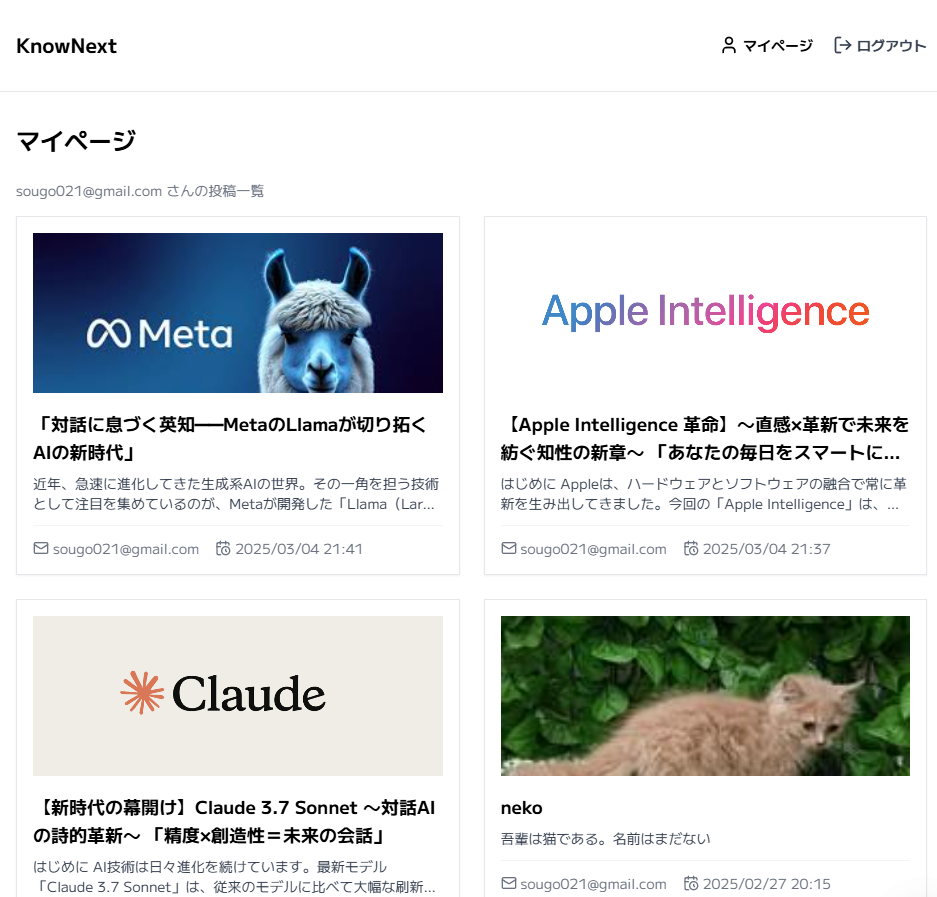 KnowNext
マイページ
ログアウト
マイページ
sougo021@gmail.com さんの投稿一覧
Meta
「対話に息づく英知──MetaのLlamaが切り拓く
AIの新時代」
近年、急速に進化してきた生成系AIの世界。その一角を担う技術
として注目を集めているのが、Metaが開発した「Llama（Lar...
sougo021@gmail.com
2025/03/04 21:41
Apple Intelligence
【Apple Intelligence 革命】～直感×革新で未来を
紡ぐ知性の新章～ 「あなたの毎日をスマートに...
はじめに Appleは、ハードウェアとソフトウェアの融合で常に革
新を生み出してきました。今回の「Apple Intelligence」は、...
sougo021@gmail.com
2025/03/04 21:37
Claude
【新時代の幕開け】Claude 3.7 Sonnet ～対話AI
の詩的革新～ 「精度×創造性＝未来の会話」
はじめに AI技術は日々進化を続けています。最新モデル
「Claude 3.7 Sonnet」は、従来のモデルに比べて大幅な刷新...
neko
吾輩は猫である。名前はまだない
sougo021@gmail.com
2025/02/27 20:15